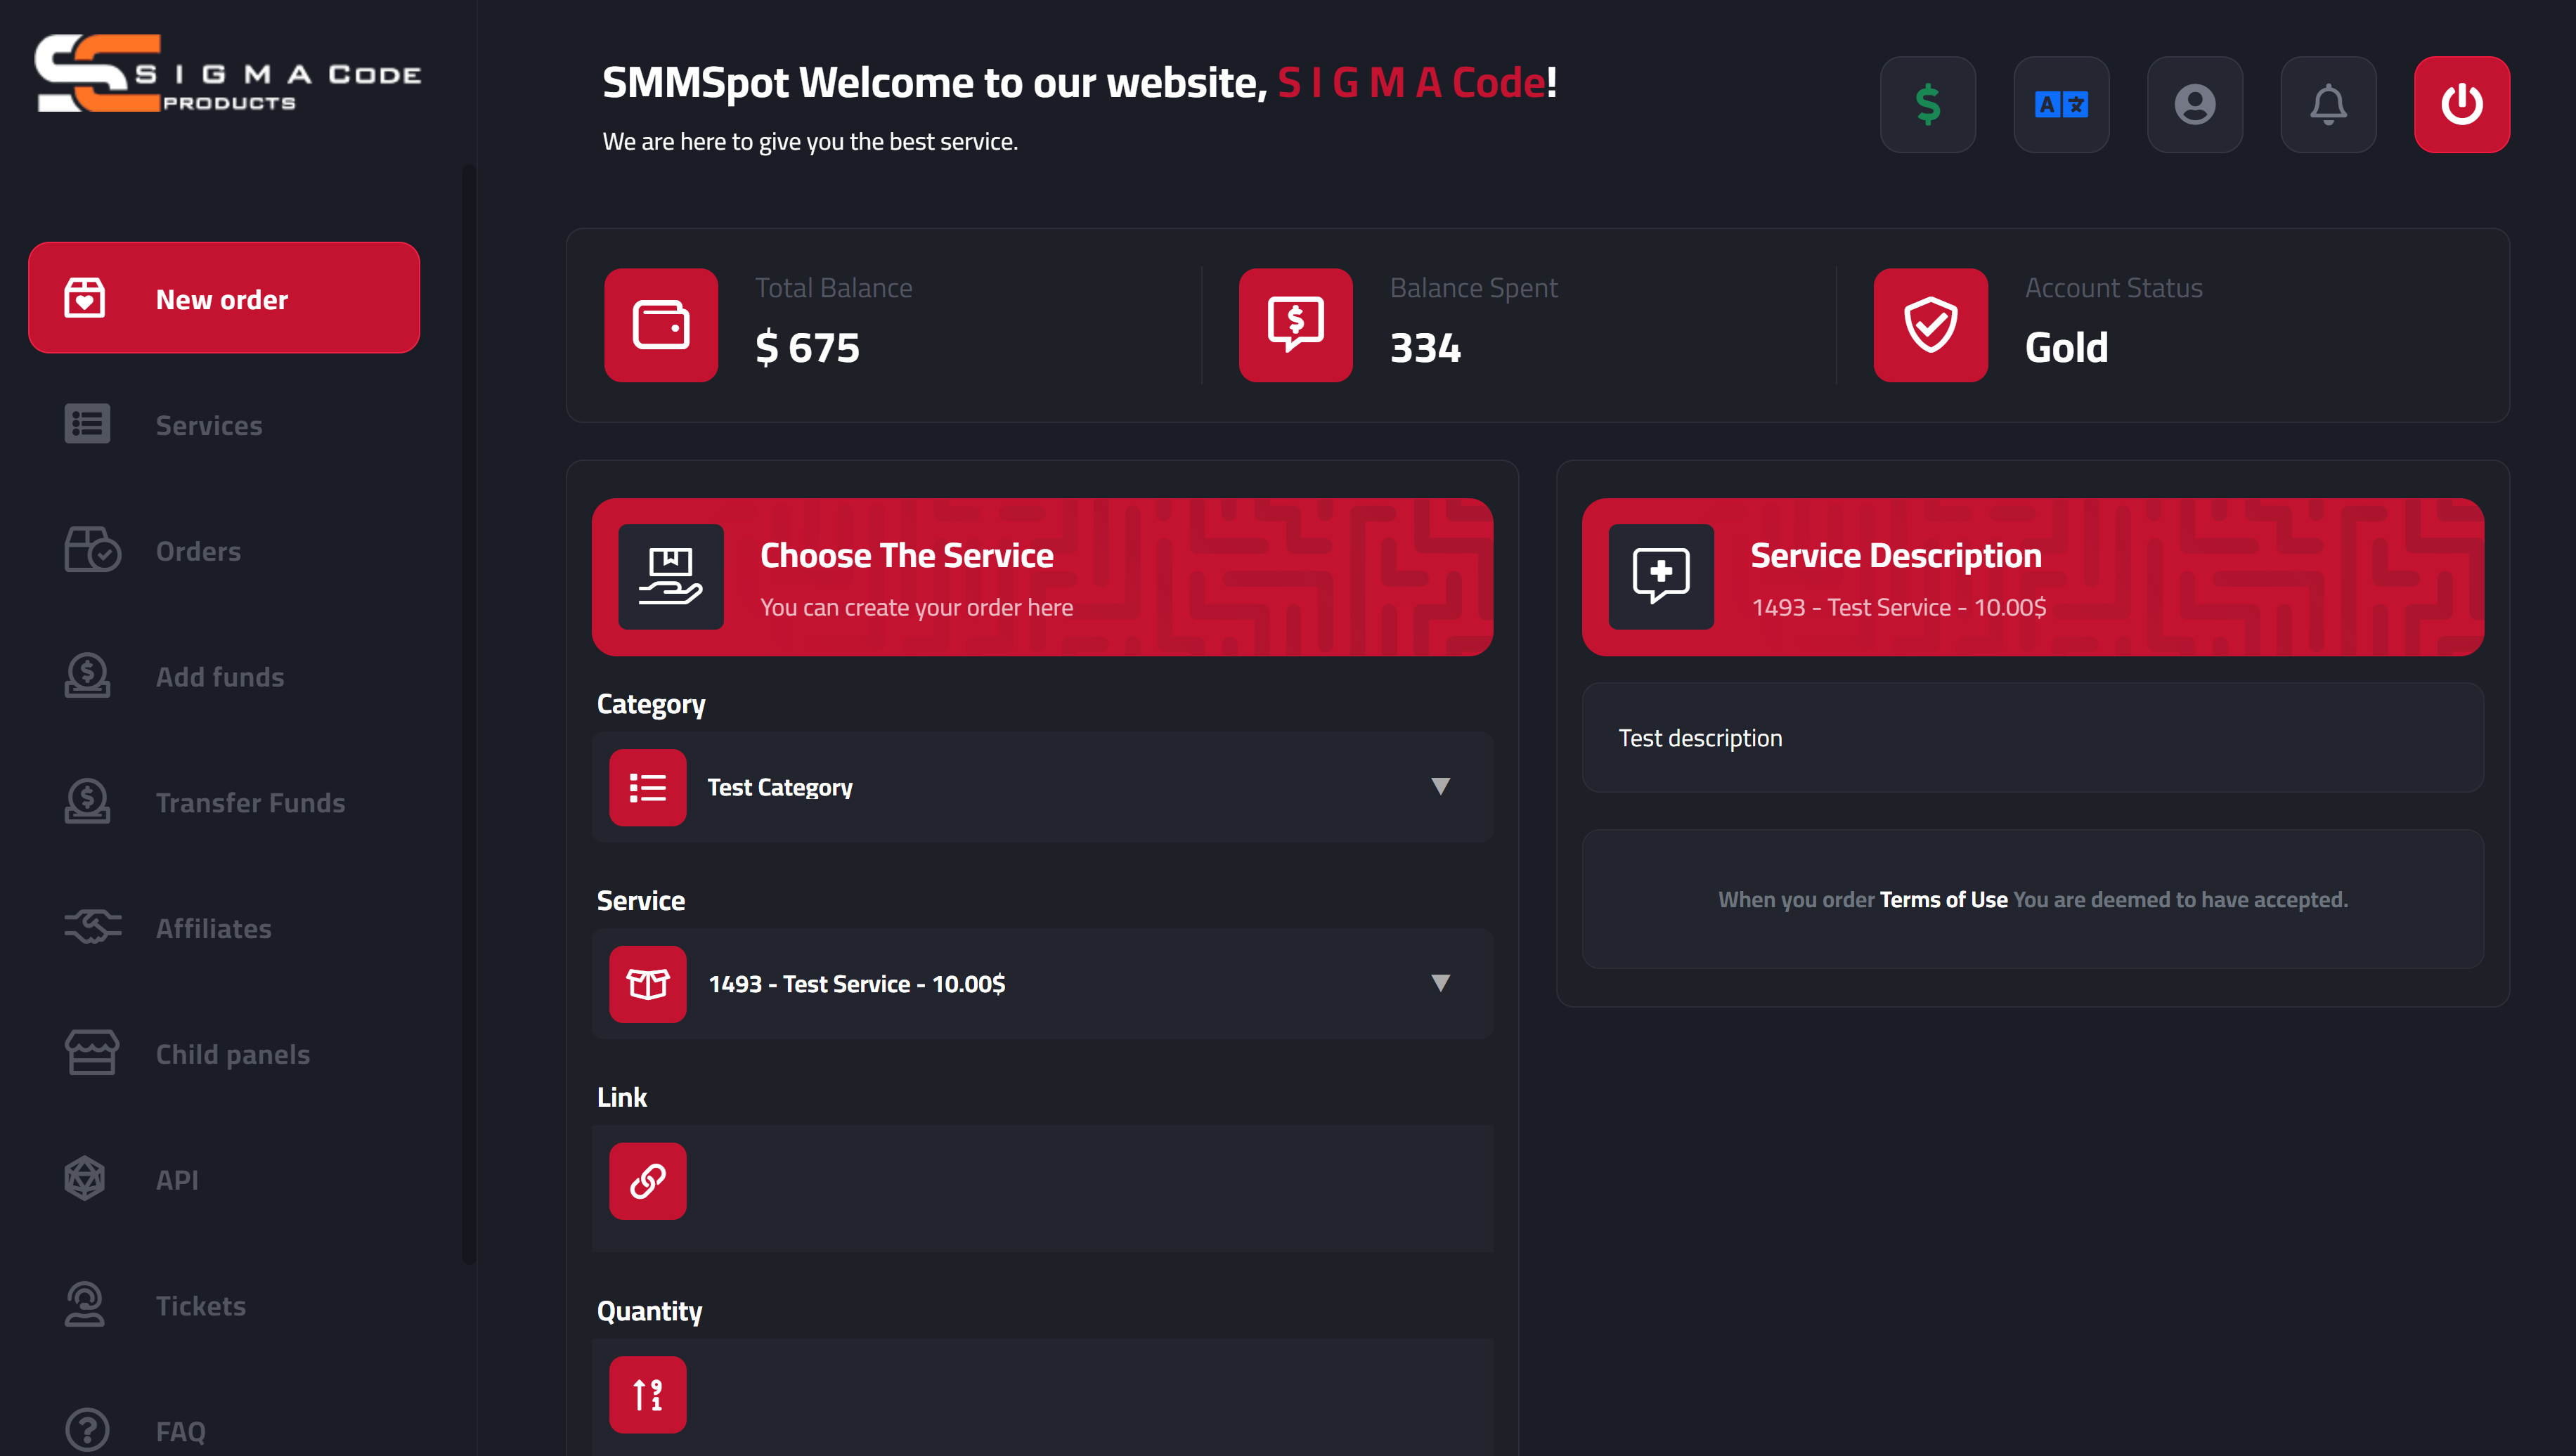 S I G M A CODE
PRODUCTS
SMMSpot Welcome to our website, S I G M A Code!
We are here to give you the best service.
New order
Services
Orders
Add funds
Transfer Funds
Affiliates
Child panels
API
Tickets
FAQ
Total Balance
$ 675
Balance Spent
334
Account Status
Gold
Choose The Service
You can create your order here
Category
Test Category
Service
1493 - Test Service - 10.00$
Link
Quantity
Service Description
1493 - Test Service - 10.00$
Test description
When you order Terms of Use You are deemed to have accepted.